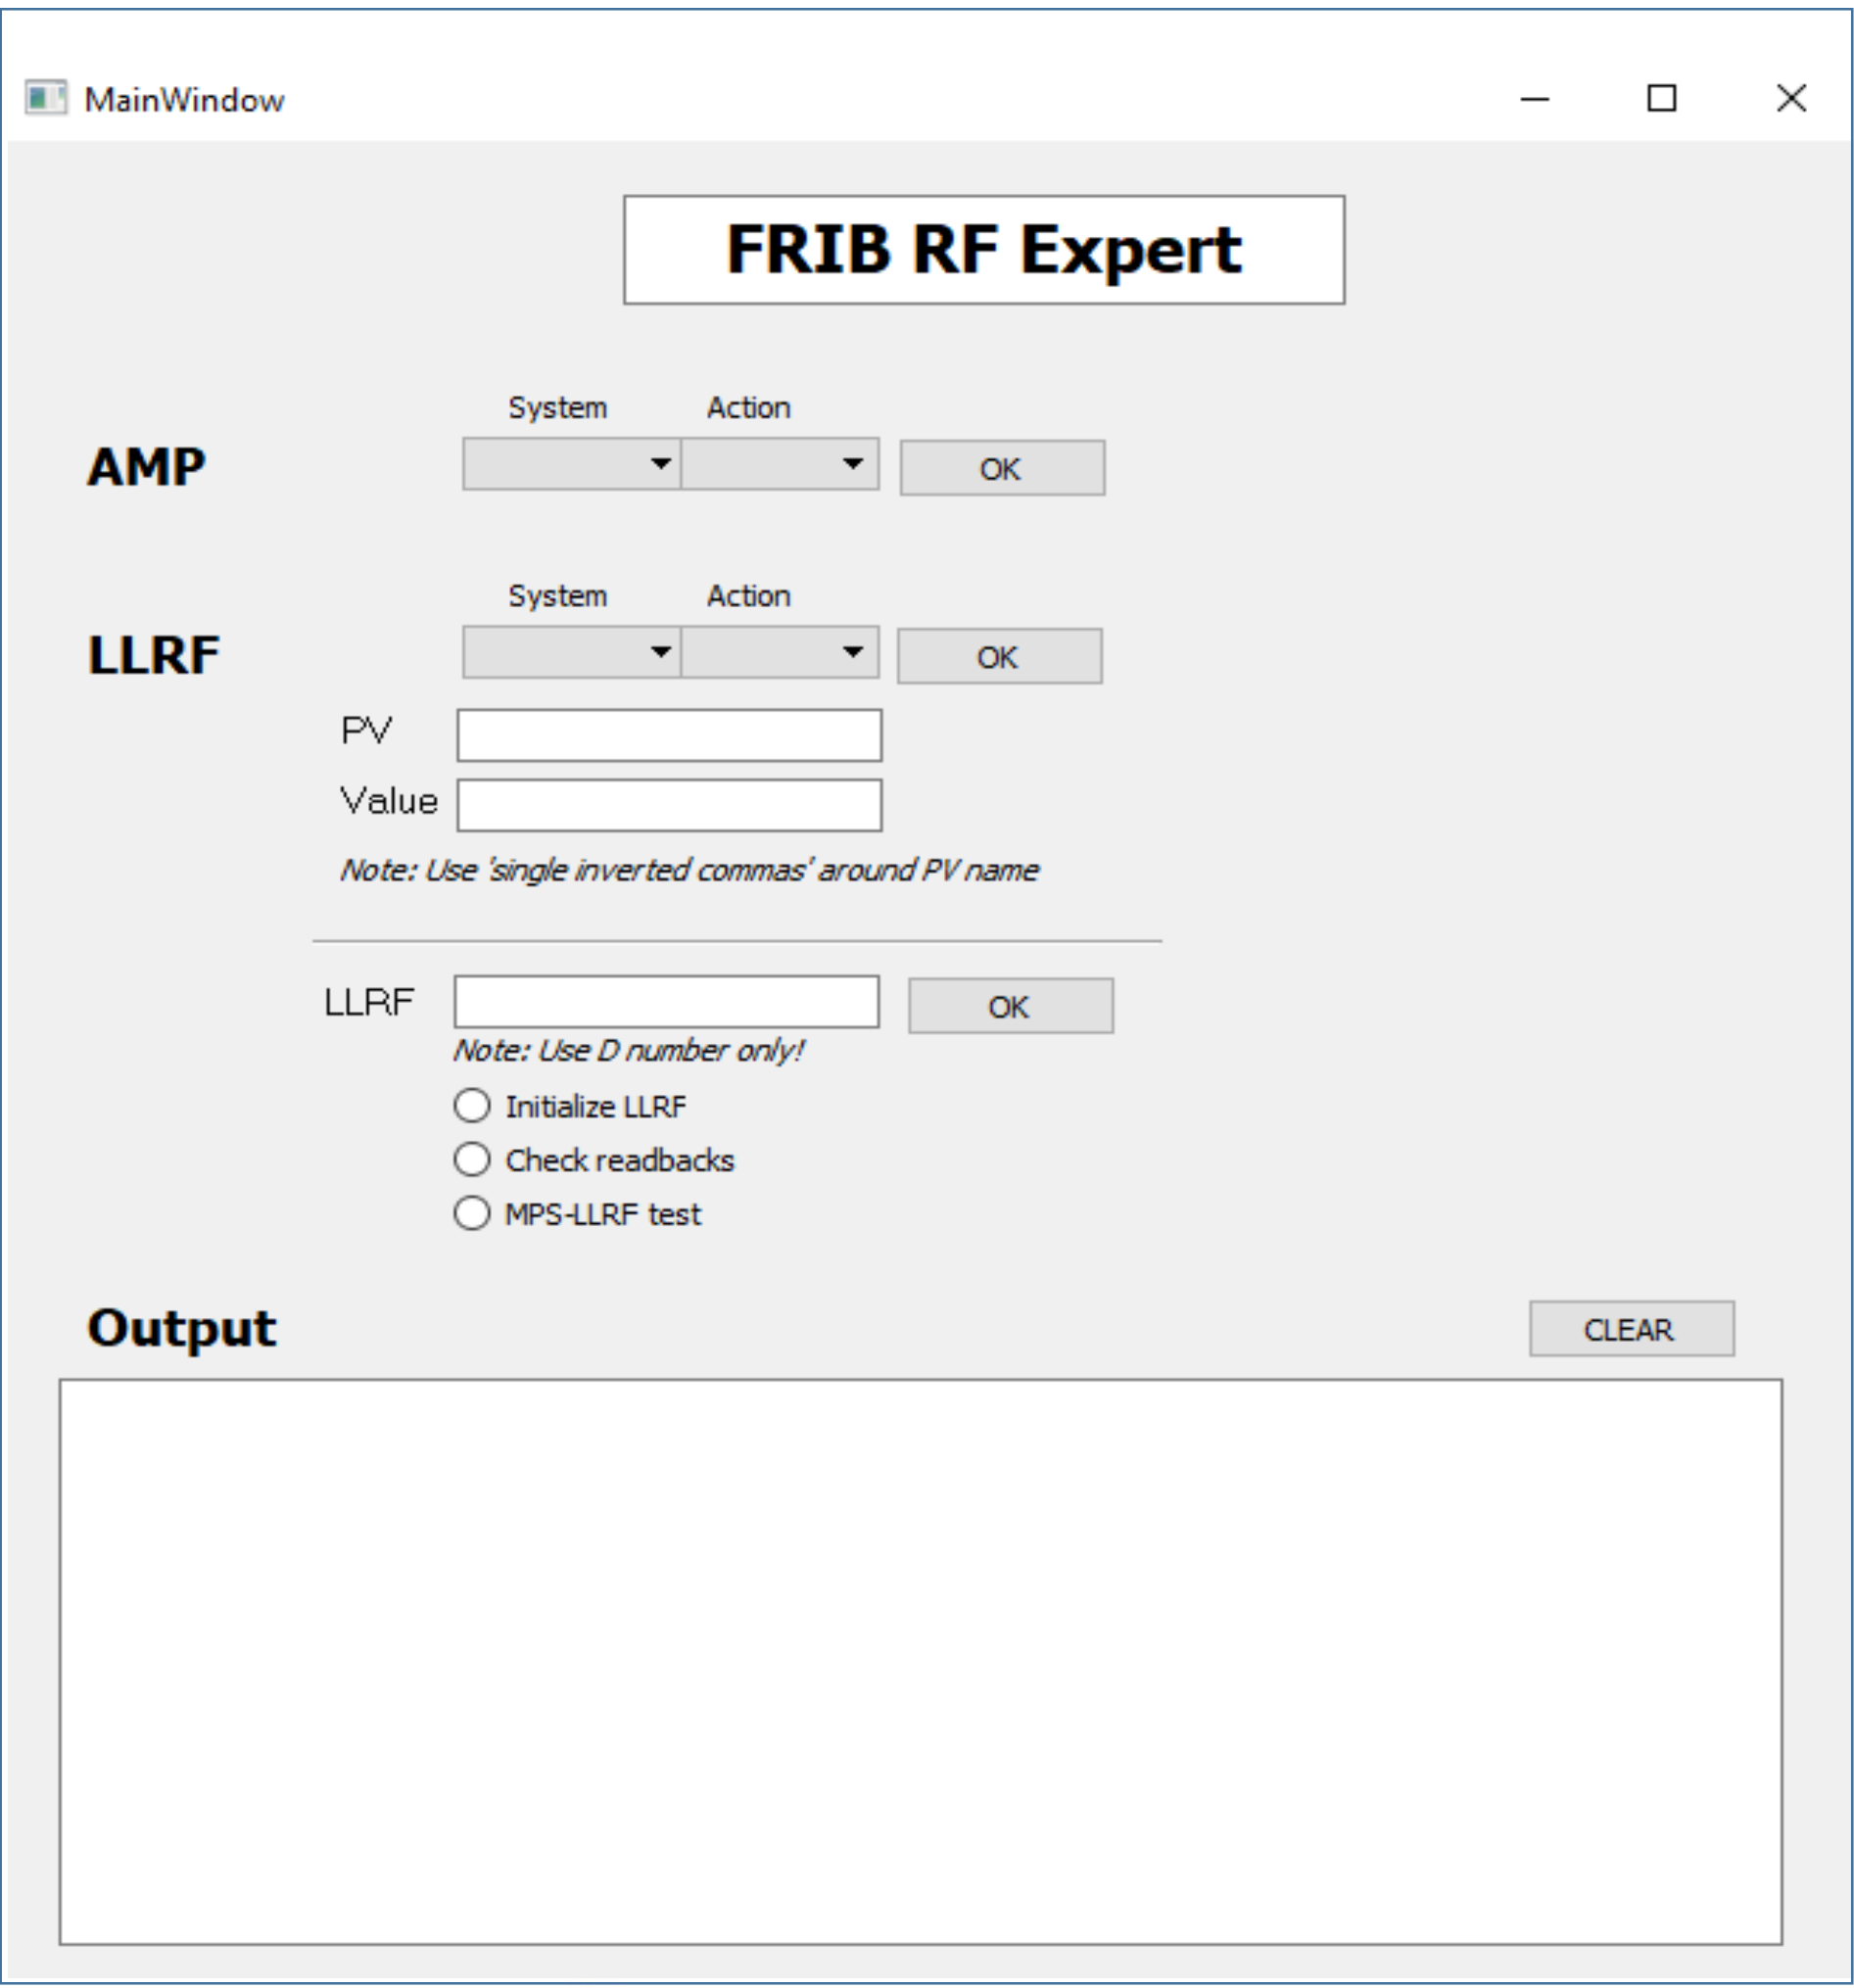 MainWindow
FRIB RF Expert
System Action
AMP OK
System Action
LLRF OK
PV
Value
Note: Use 'single inverted commas' around PV name
LLRF OK
Note: Use D number only!
Initialize LLRF
Check readbacks
MPS-LLRF test
Output CLEAR